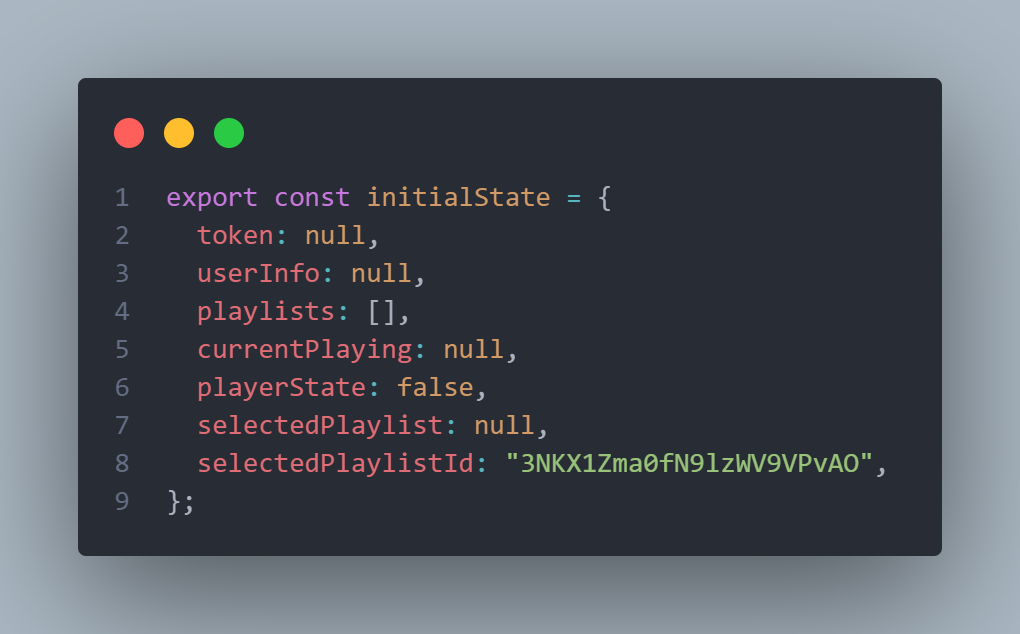 1 export const initialState = {
2 token: null,
3 userInfo: null,
4 playlists: [],
5 currentPlaying: null,
6 playerState: false,
7 selectedPlaylist: null,
8 selectedPlaylistId: "3NKX1Zma0fN9lzWV9VPvAO",
9 };